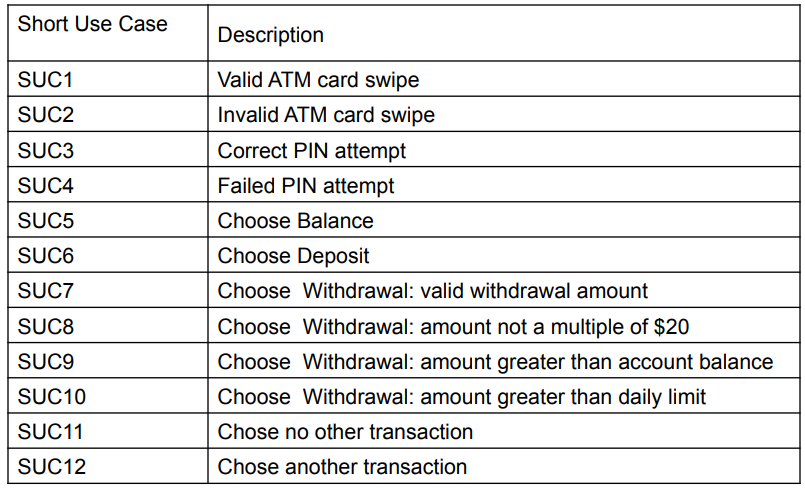 Short Use Case Description
SUC1 Valid ATM card swipe
SUC2 Invalid ATM card swipe
SUC3 Correct PIN attempt
SUC4 Failed PIN attempt
SUC5 Choose Balance
SUC6 Choose Deposit
SUC7 Choose  Withdrawal: valid withdrawal amount
SUC8 Choose  Withdrawal: amount not a multiple of $20
SUC9 Choose  Withdrawal: amount greater than account balance
SUC10 Choose  Withdrawal: amount greater than daily limit
SUC11 Chose no other transaction
SUC12 Chose another transaction